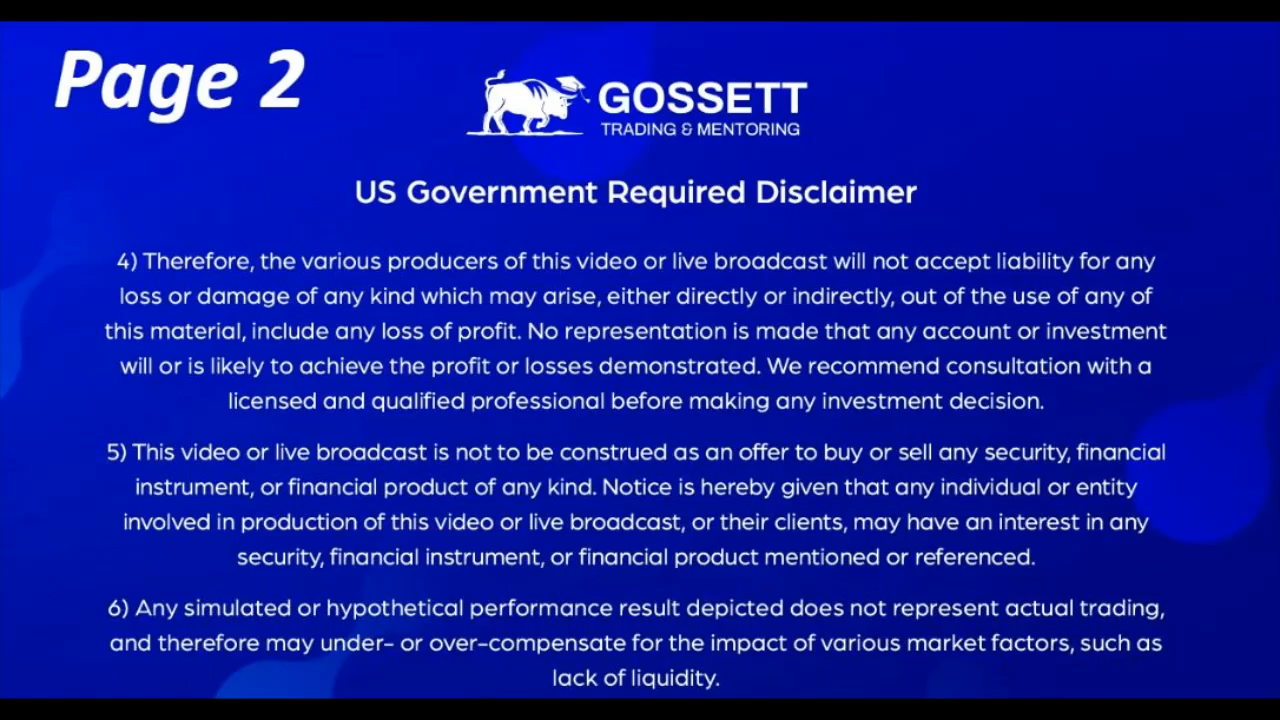 Page 2
GOSSETT
TRADING & MENTORING
US Government Required Disclaimer
4) Therefore, the various producers of this video or live broadcast will not accept liability for any
loss or damage of any kind which may arise, either directly or indirectly, out of the use of any of
this material, include any loss of profit. No representation is made that any account or investment
will or is likely to achieve the profit or losses demonstrated. We recommend consultation with a
licensed and qualified professional before making any investment decision.
5) This video or live broadcast is not to be construed as an offer to buy or sell any security, financial
instrument, or financial product of any kind. Notice is hereby given that any individual or entity
involved in production of this video or live broadcast, or their clients, may have an interest in any
security, financial instrument, or financial product mentioned or referenced.
6) Any simulated or hypothetical performance result depicted does not represent actual trading,
and therefore may under- or over-compensate for the impact of various market factors, such as
lack of liquidity.